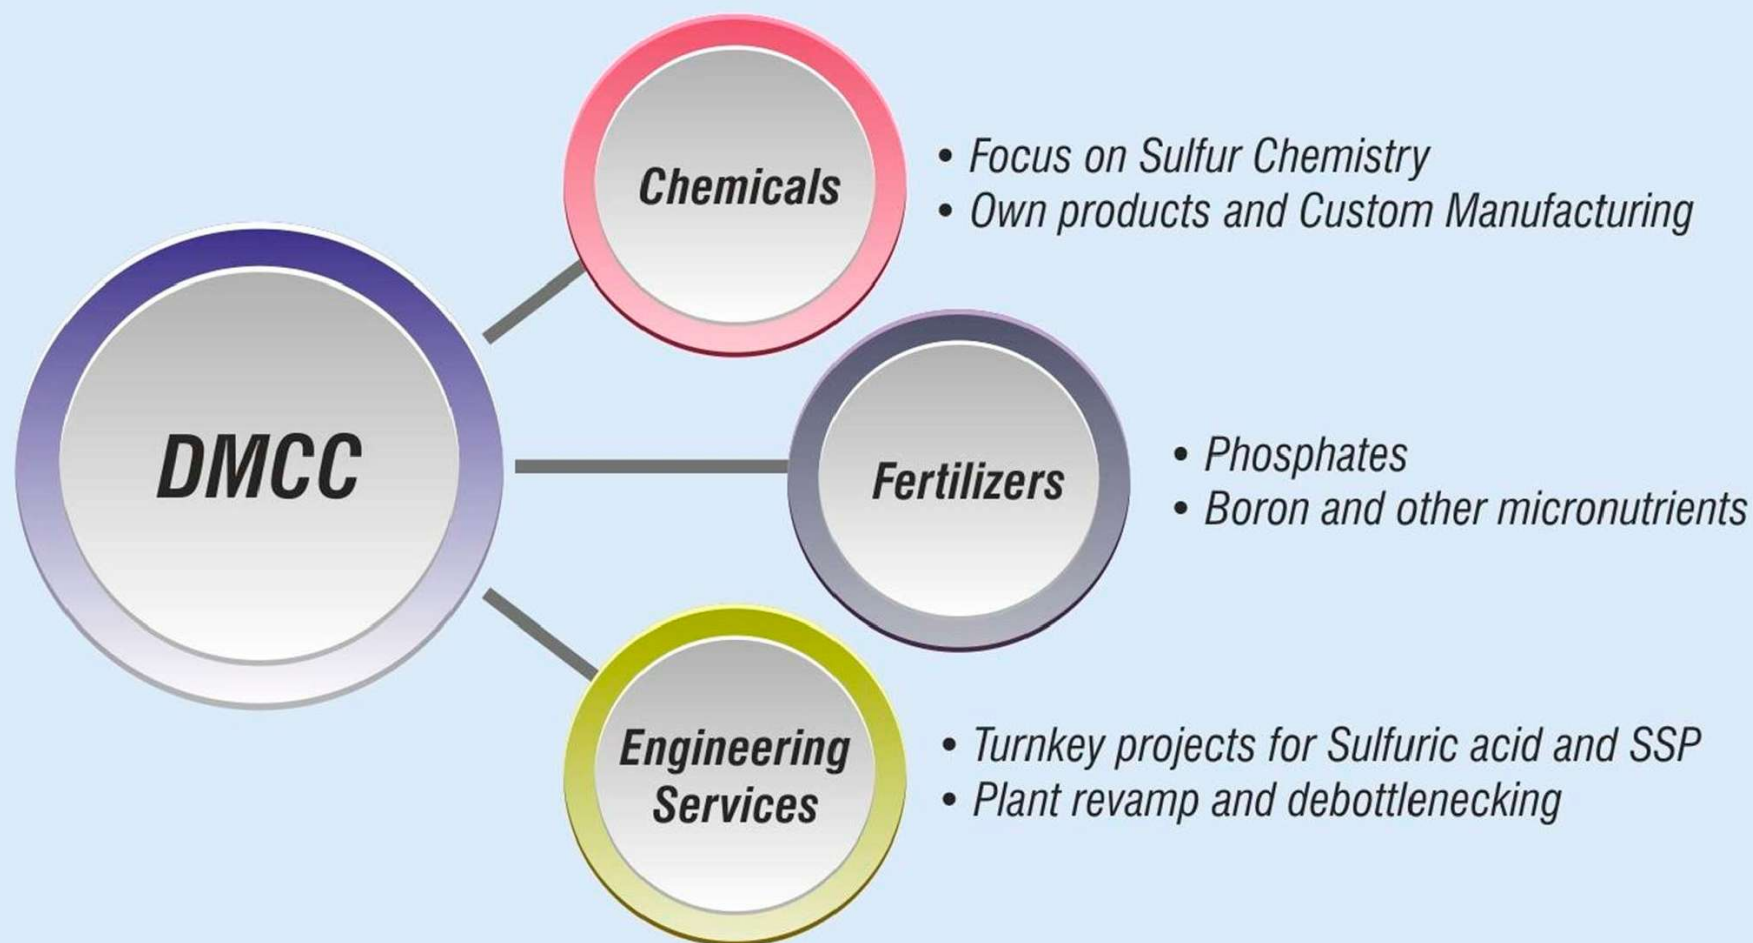 DMCC
Chemicals
• Focus on Sulfur Chemistry
• Own products and Custom Manufacturing
Fertilizers
• Phosphates
• Boron and other micronutrients
Engineering
Services
• Turnkey projects for Sulfuric acid and SSP
• Plant revamp and debottlenecking